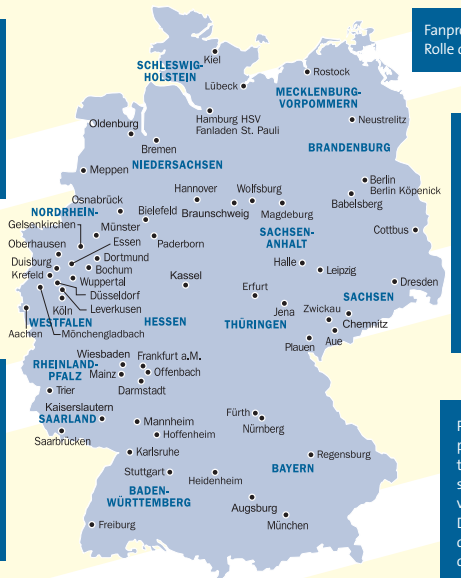 Fanpro
Rolle d
Kiel
SCHLESWIG-
HOLSTEIN
Rostock
Lübeck
MECKLENBURG-
VORPOMMERN
Hamburg HSV
Fanladen St. Pauli
Neustrelitz
Oldenburg
Bremen
BRANDENBURG
NIEDERSACHSEN
Meppen
Berlin
Berlin Köpenick
Babelsberg
Hannover
Wolfsburg
Osnabrück
Braunschweig
Magdeburg
NORDRHEIN-
Bielefeld
Gelsenkirchen
Münster
Cottbus
Essen
Paderborn
SACHSEN-
ANHALT
Oberhausen
Dortmund
Duisburg
Bochum
Halle
Leipzig
Krefeld
Wuppertal
Kassel
Dresden
Düsseldorf
Erfurt
Leverkusen
SACHSEN
Köln
Jena
Zwickau
Chemnitz
WESTFALEN
HESSEN
THÜRINGEN
Mönchengladbach
Aue
Aachen
Plauen
Wiesbaden
Frankfurt a.M.
RHEINLAND-
PFALZ
Mainz
Offenbach
Trier
Darmstadt
Kaiserslautern
Fürth
SAARLAND
Mannheim
Nürnberg
Hoffenheim
Saarbrücken
Karlsruhe
Regensburg
Stuttgart
Heidenheim
BAYERN
BADEN-
WÜRTTEMBERG
Augsburg
München
Freiburg